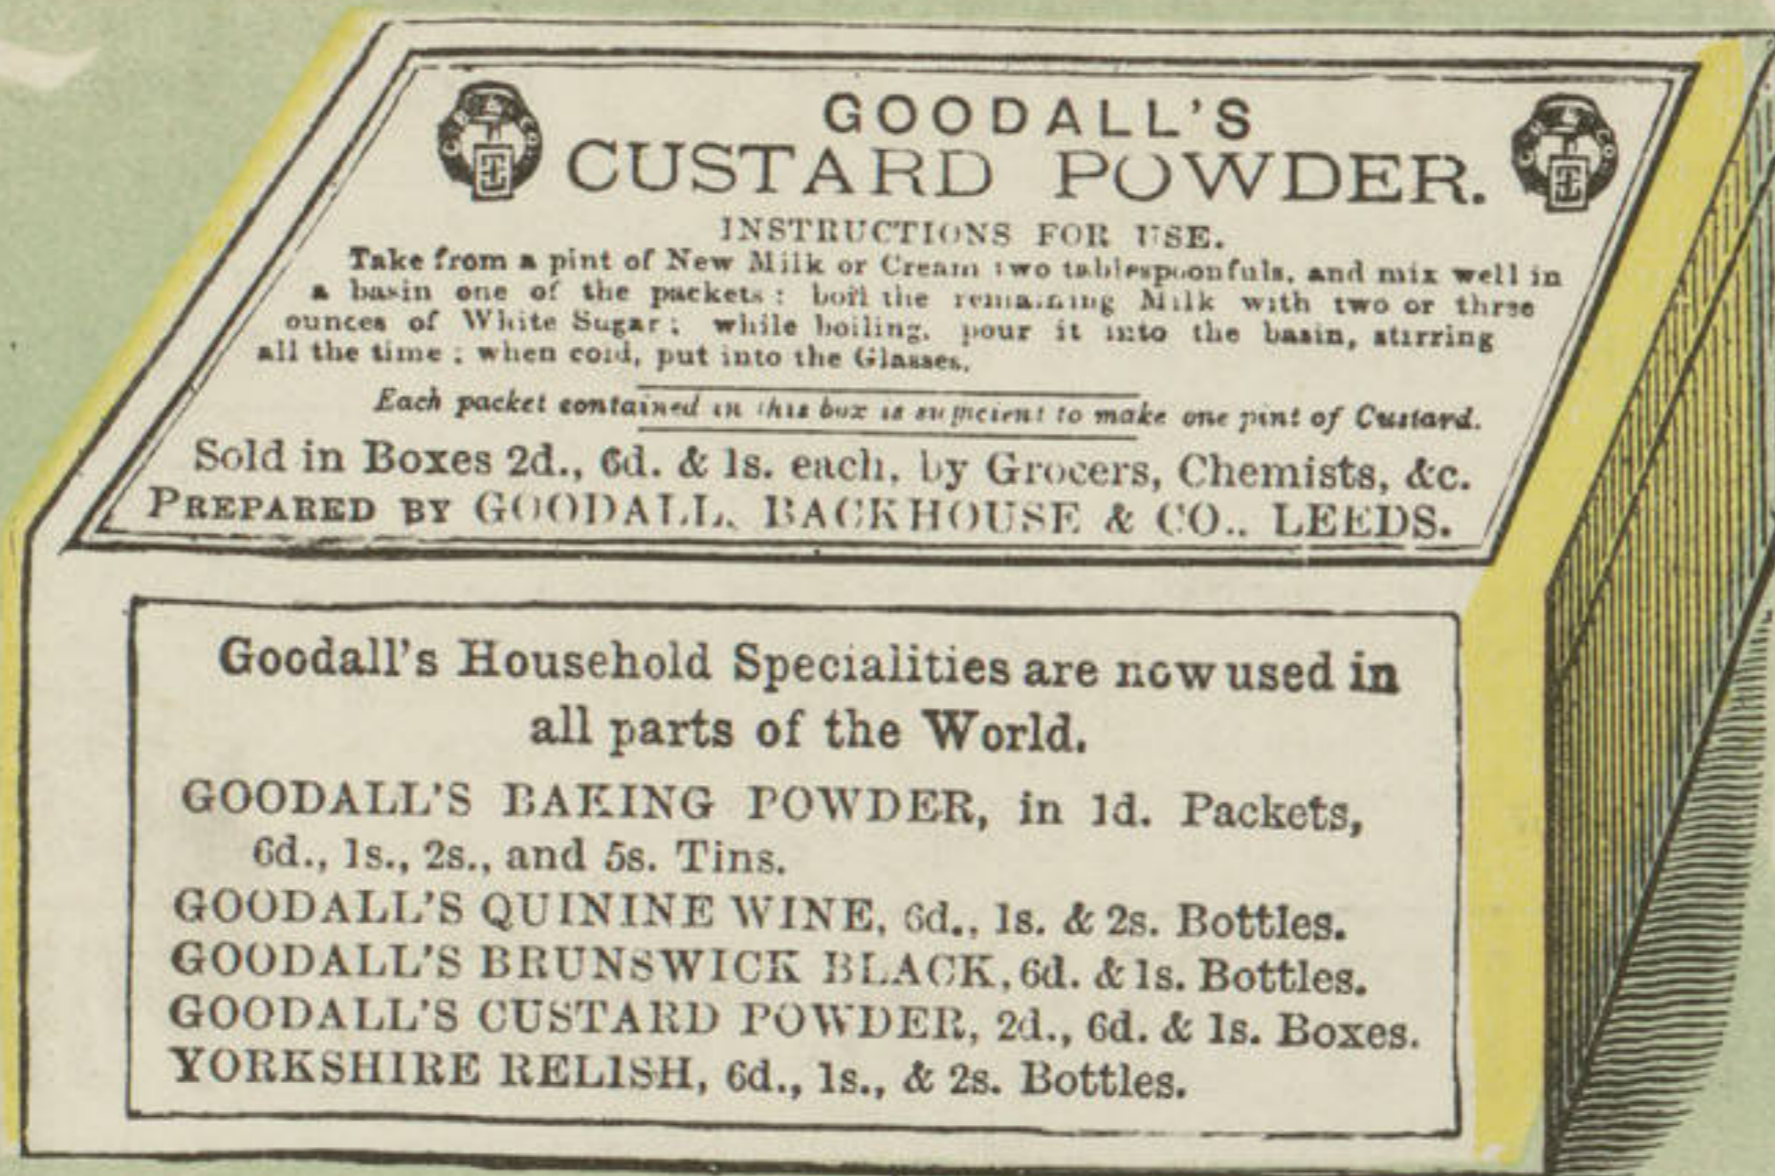 GOODALL'S
CUSTARD POWDER.
INSTRUCTIONS FOR USE.
Take from a pint of New Milk or Cream two tablespoonfuls, and mix well in
a basin one of the packets; boil the remaining Milk with two or three
ounces of White Sugar; while boiling, pour it into the basin, stirring
all the time; when cold, put into the Glasses.
Each packet contained in this box is sufficient to make one pint of Custard.
Sold in Boxes 2d., 6d. & 1s. each, by Grocers, Chemists, &c.
PREPARED BY GOODALL, BACKHOUSE & CO., LEEDS.
Goodall's Household Specialities are now used in
all parts of the World.
GOODALL'S BAKING POWDER, in 1d. Packets,
6d., 1s., 2s., and 5s. Tins.
GOODALL'S QUININE WINE, 6d., 1s. & 2s. Bottles.
GOODALL'S BRUNSWICK BLACK, 6d. & 1s. Bottles.
GOODALL'S CUSTARD POWDER, 2d., 6d. & 1s. Boxes.
YORKSHIRE RELISH, 6d., 1s., & 2s. Bottles.